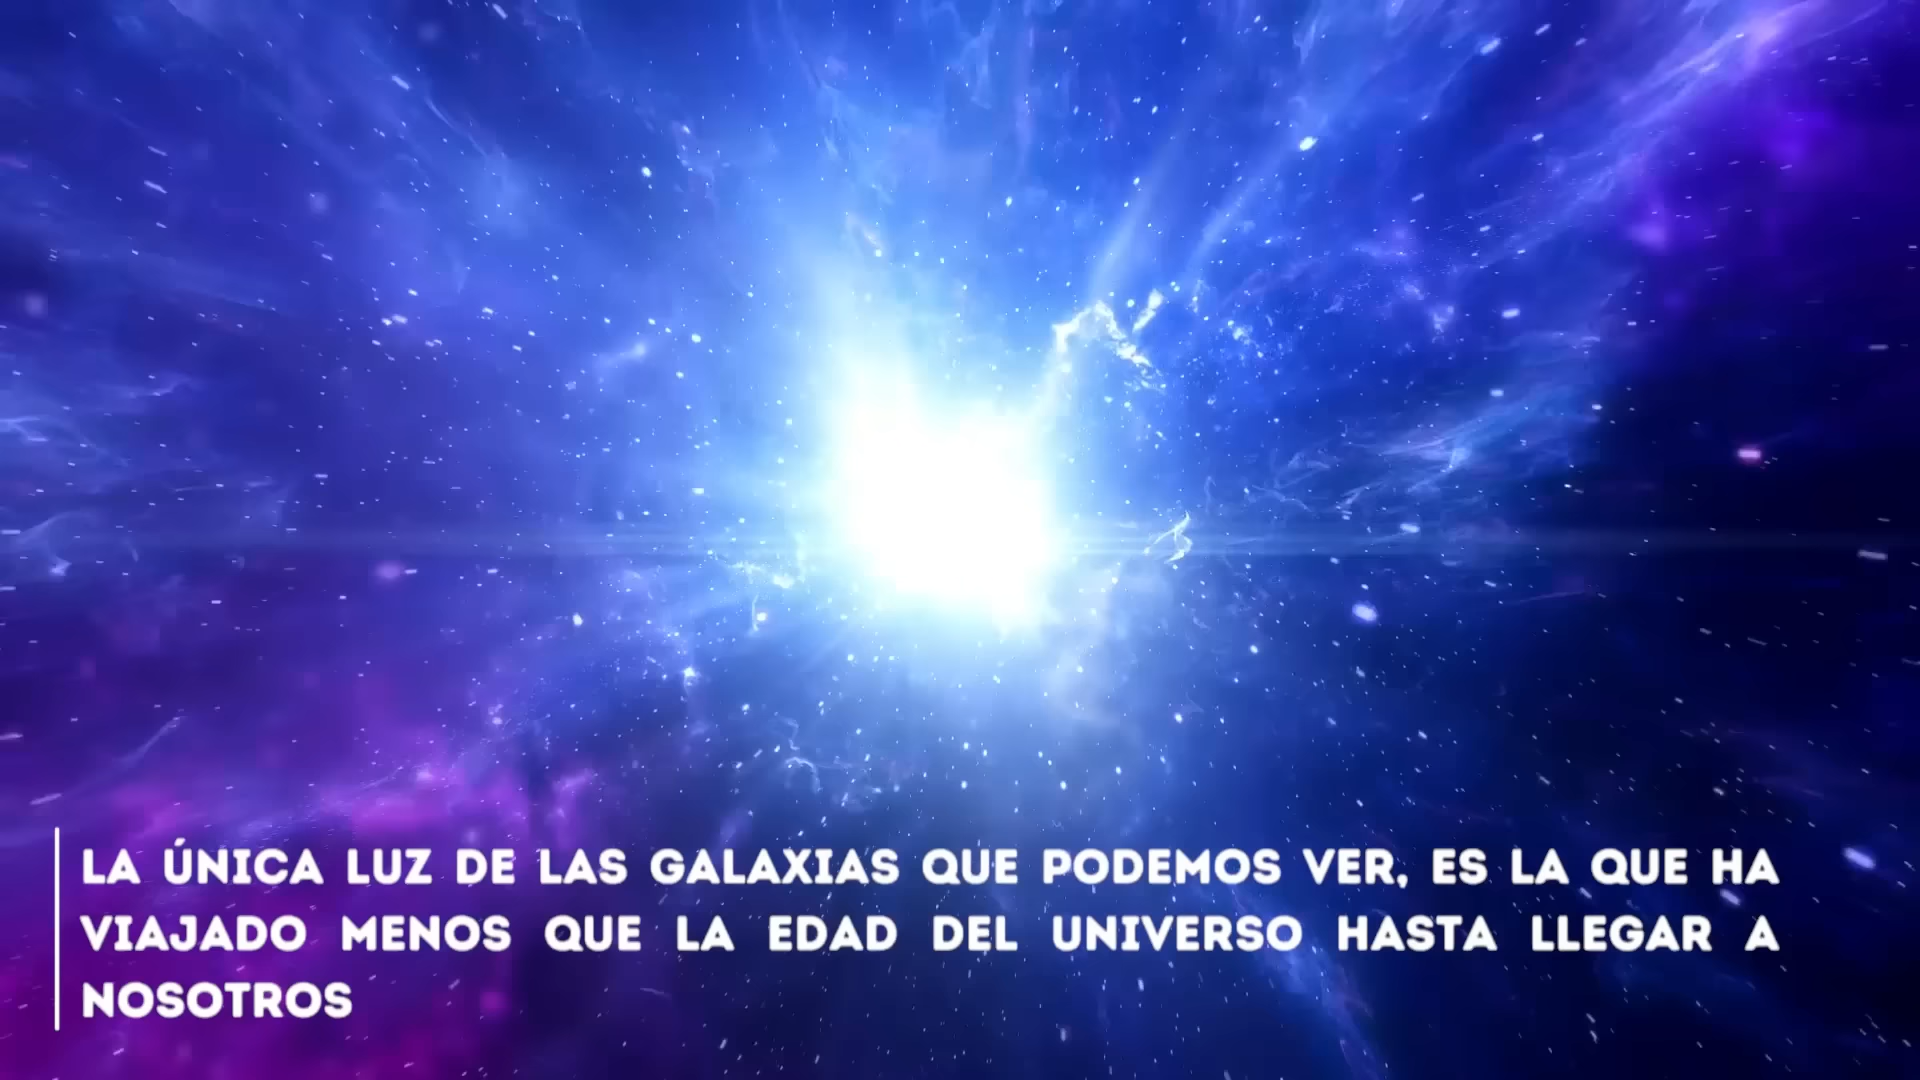 LA ÚNICA LUZ DE LAS GALAXIAS QUE PODEMOS VER, ES LA QUE HA
VIAJADO MENOS QUE LA EDAD DEL UNIVERSO HASTA LLEGAR A
NOSOTROS